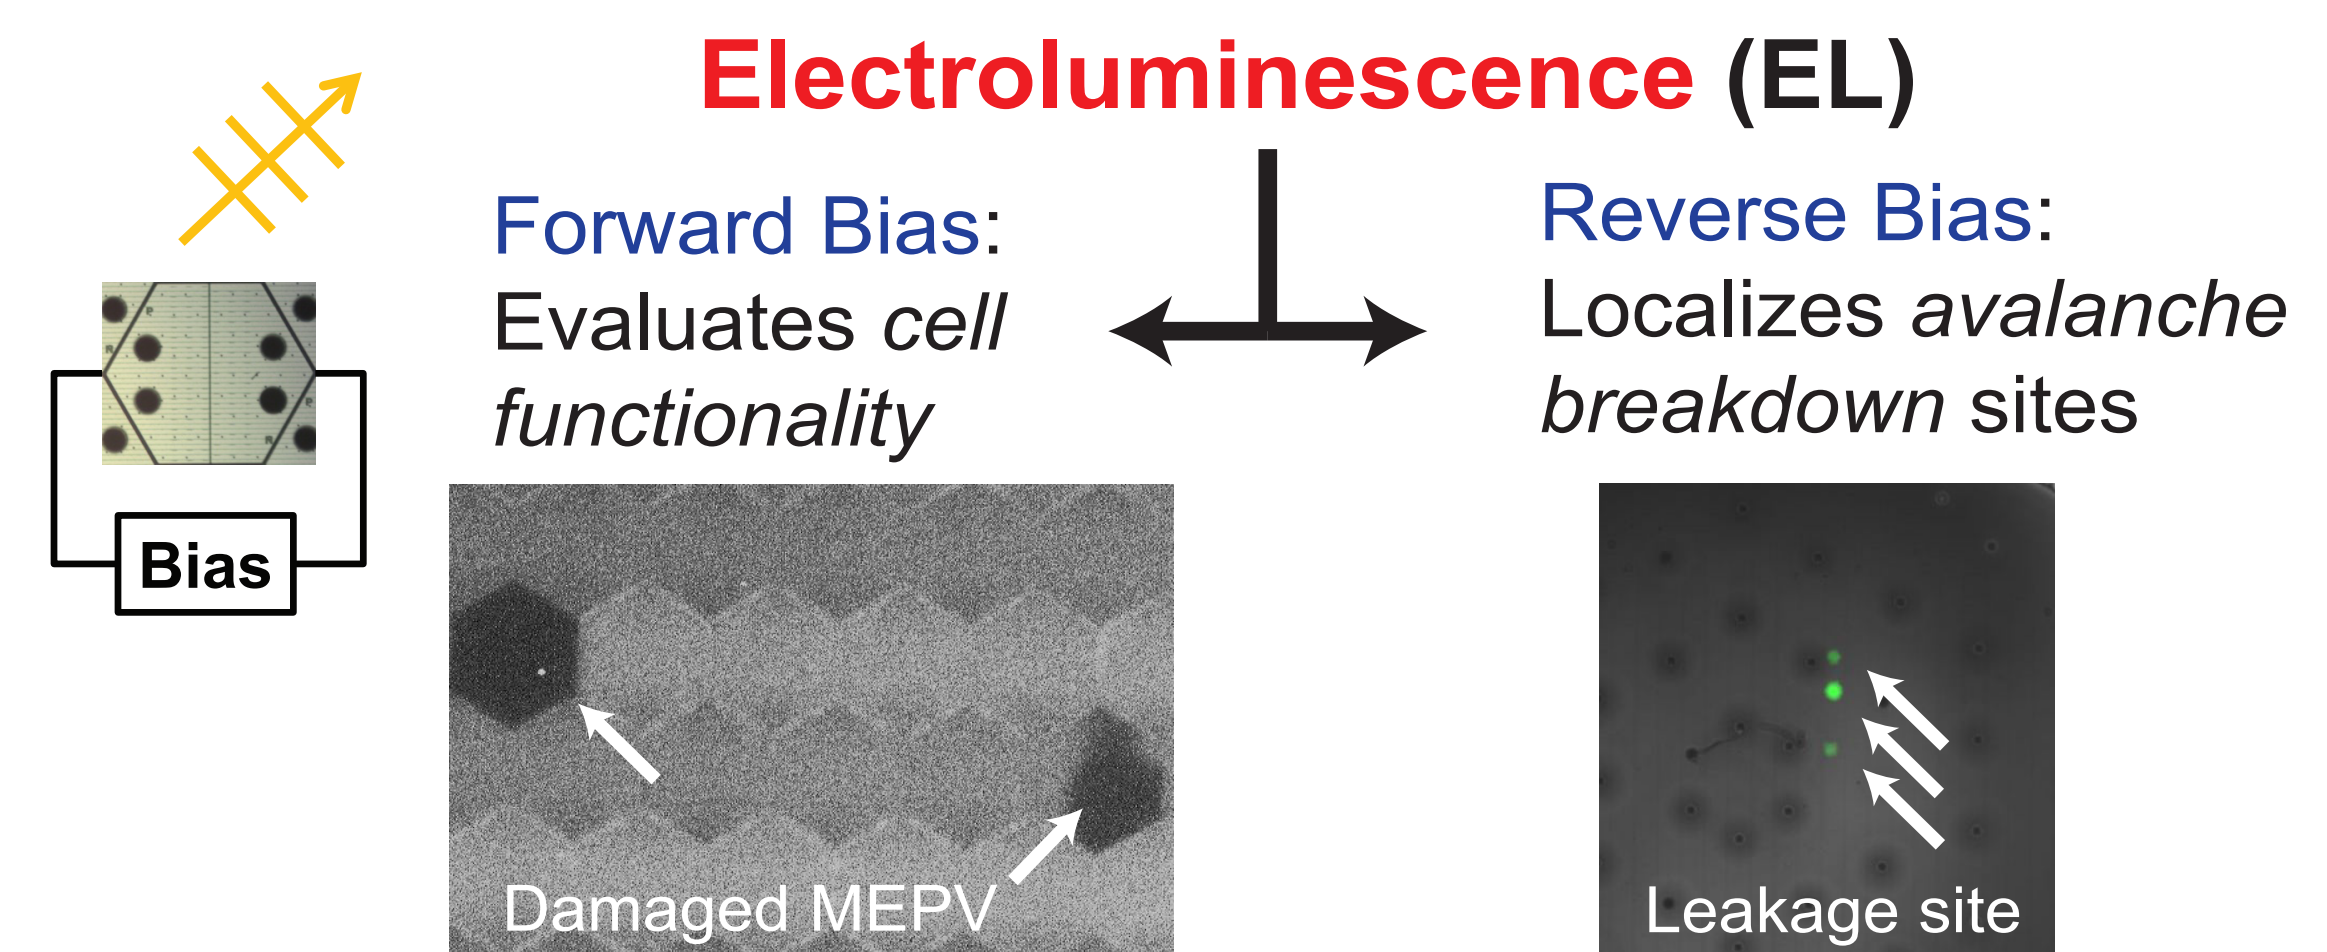 Electroluminescence (EL)
Forward Bias:
Evaluates cell
functionality
Reverse Bias:
Localizes avalanche
breakdown sites
Bias
Damaged MEPV
Leakage site